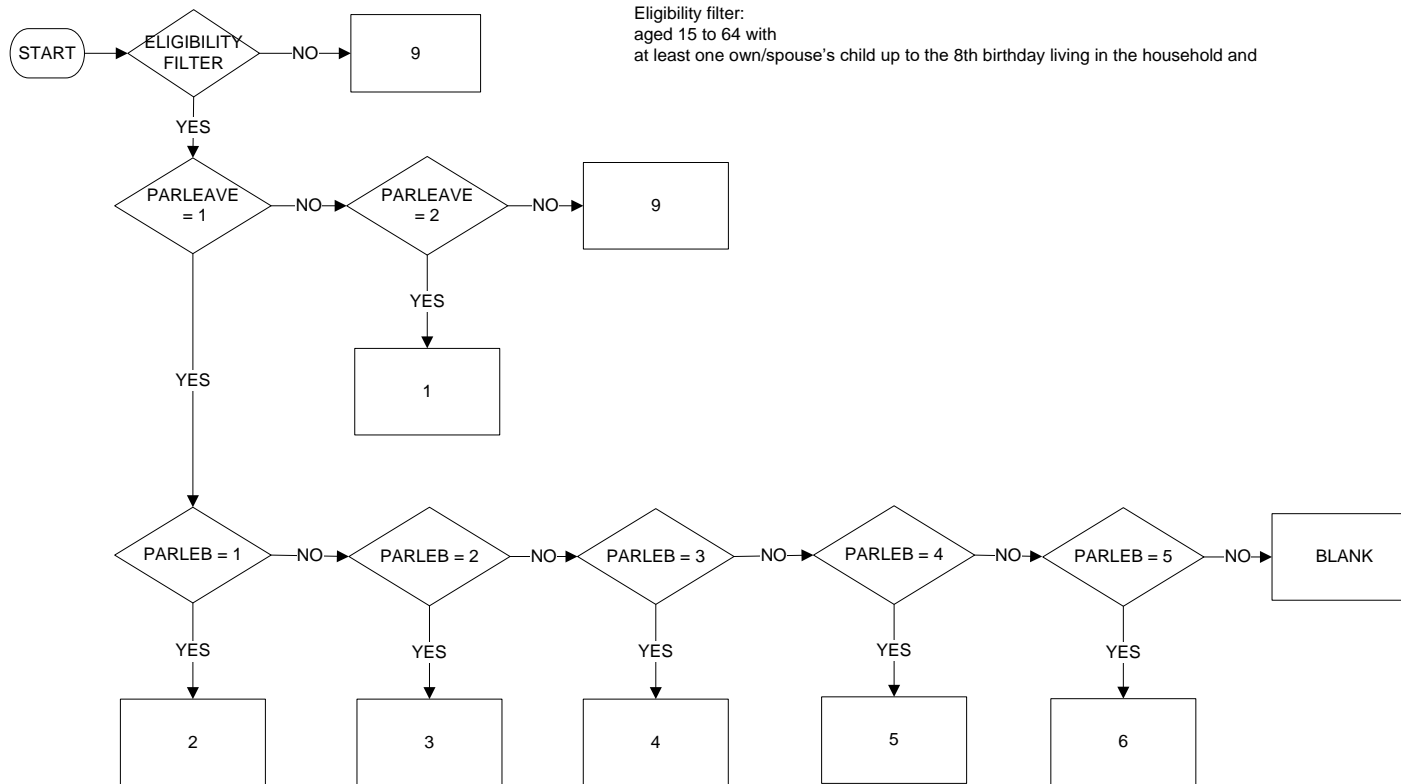 Eligibility filter:
aged 15 to 64 with
at least one own/spouse's child up to the 8th birthday living in the household and
START
ELIGIBILITY
FILTER
NO
9
YES
PARLEAVE
= 1
NO
PARLEAVE
= 2
NO
9
YES
1
YES
PARLEB = 1
NO
PARLEB = 2
NO
PARLEB = 3
NO
PARLEB = 4
NO
PARLEB = 5
NO
BLANK
YES
YES
YES
YES
YES
2
3
4
5
6